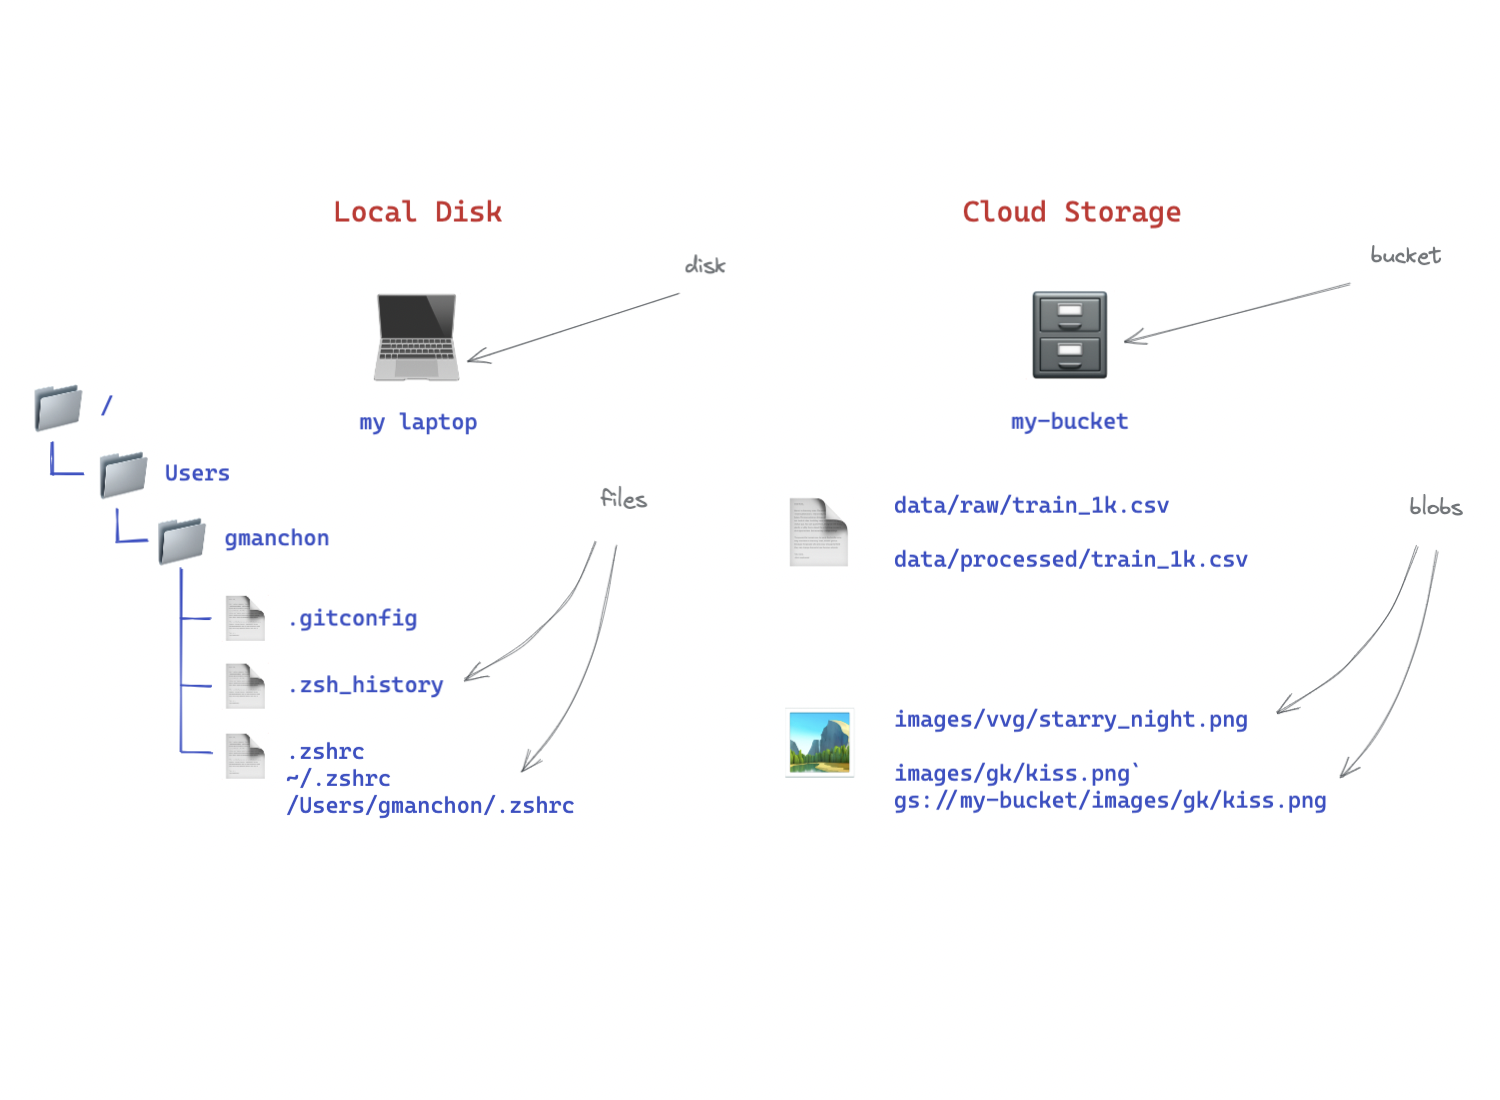 Local Disk
disk
my laptop
/
Users
gmanchon
files
.gitconfig
.zsh_history
.zshrc
~/.zshrc
/Users/gmanchon/.zshrc
Cloud Storage
bucket
my-bucket
data/raw/train_1k.csv
data/processed/train_1k.csv
blobs
images/vvg/starry_night.png
images/gk/kiss.png`
gs://my-bucket/images/gk/kiss.png